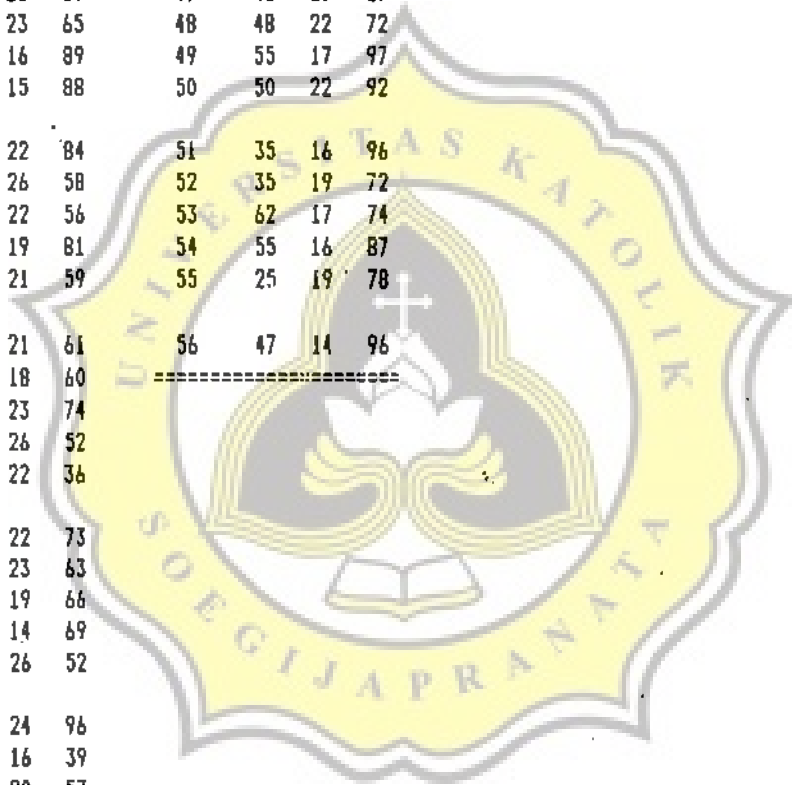 23 65 48 48 22 72
16 89 49 55 17 97
15 88 50 50 22 92
22 84 51 35 16 96
26 58 52 35 19 72
22 56 53 62 17 74
19 81 54 55 16 87
21 59 55 25 19 78
21 61 56 47 14 96
18 60 ===========================
23 74
26 52
22 36
22 73
23 63
19 66
14 69
26 52
24 96
16 39
UNIVERSITAS KATOLIK
SOEGIJAPRANATA